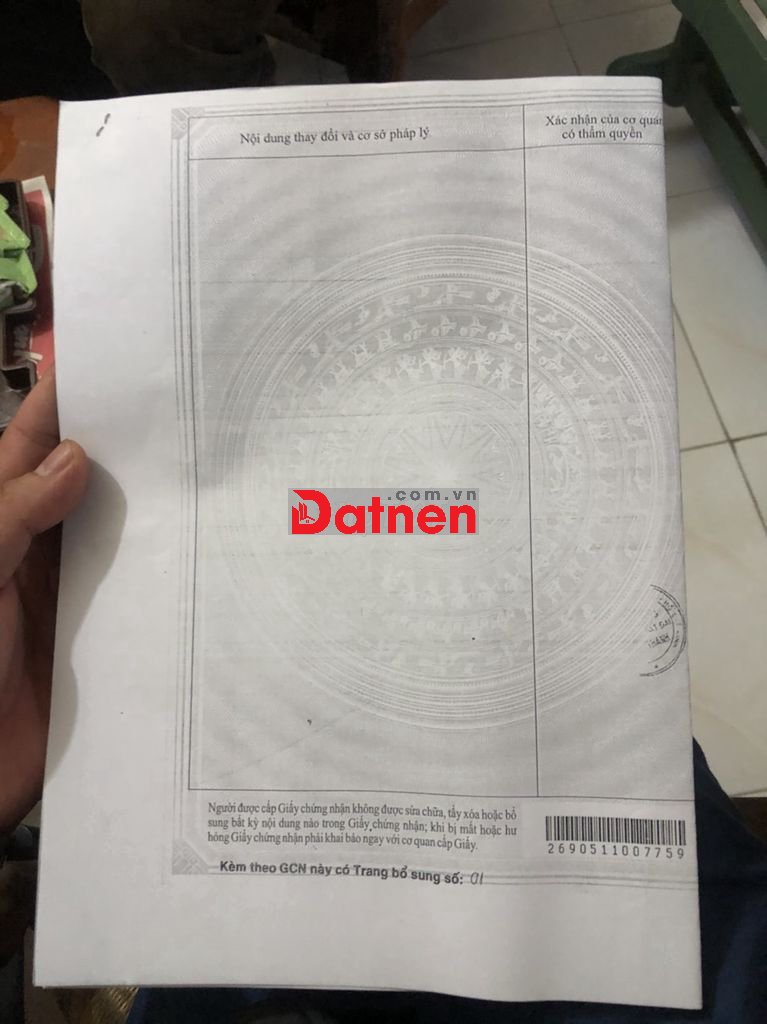 Nội dung thay đổi và cơ sở pháp lý
Xác nhận của cơ quan
có thẩm quyền
.com.vn
Datnen
THÀNH
Người được cấp Giấy chứng nhận không được sửa chữa, tẩy xóa hoặc bổ
sung bất kỳ nội dung nào trong Giấy chứng nhận; khi bị mất hoặc hư
hỏng Giấy chứng nhận phải khai báo ngay với cơ quan cấp Giấy.
2690511007759
Kèm theo GCN này có Trang bổ sung số: 01